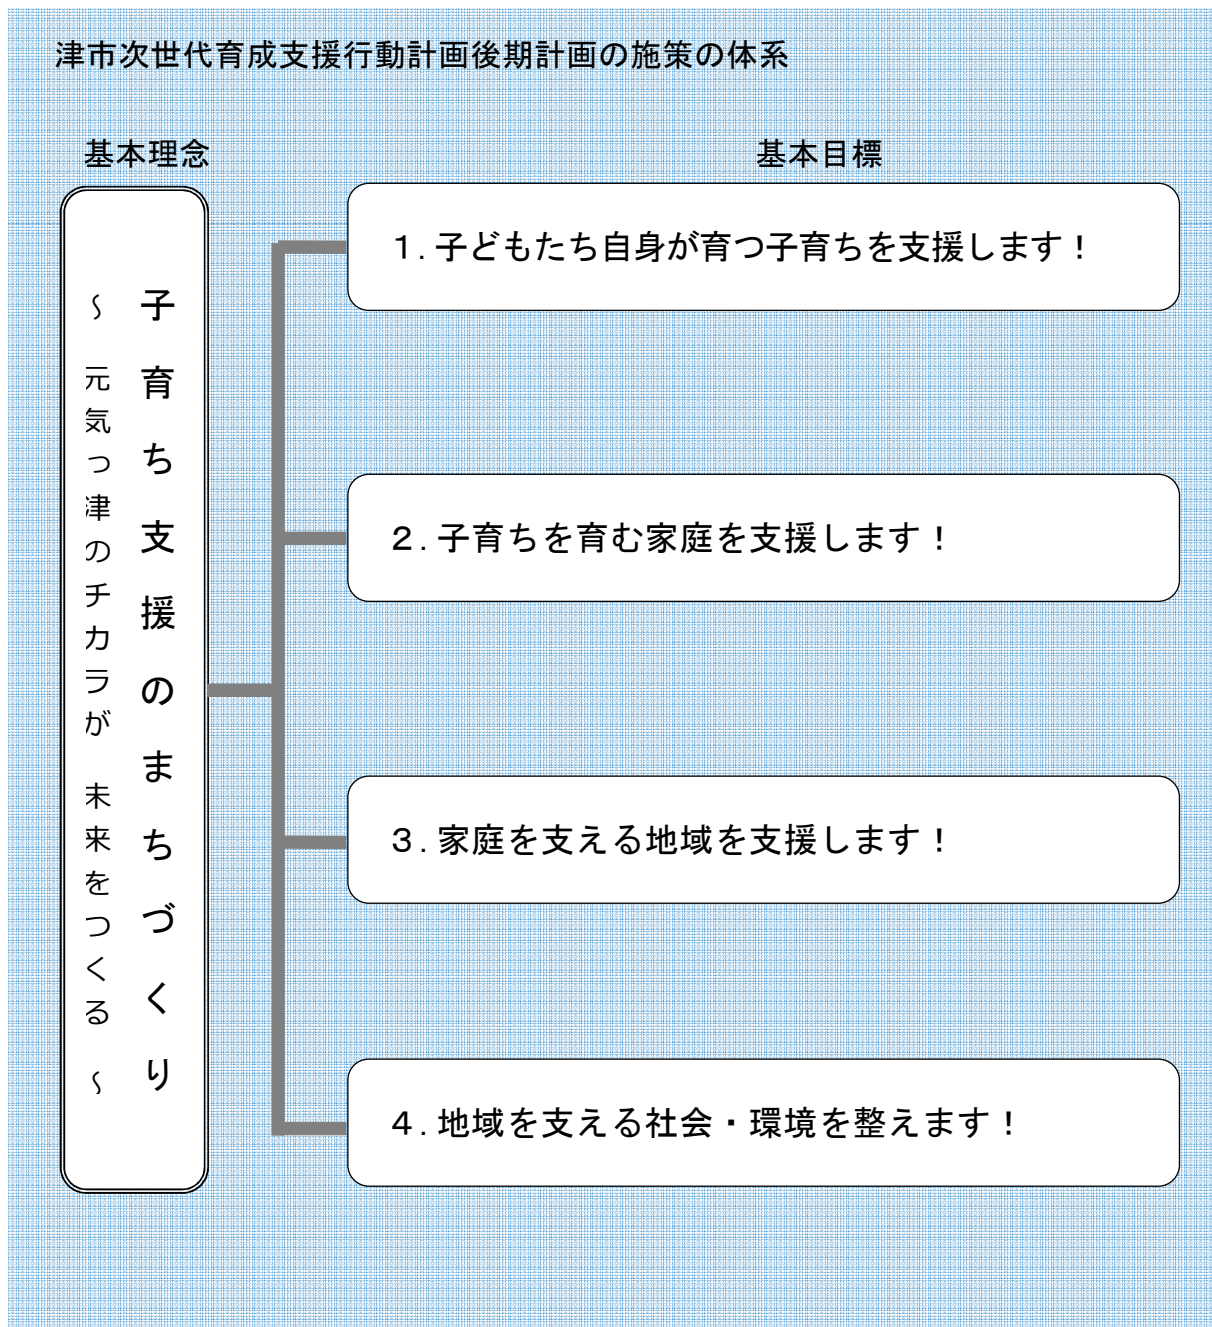 津市次世代育成支援行動計画後期計画の施策の体系
基本理念
基本目標
子育ち支援のまちづくり
～ 元気っ津のチカラが 未来をつくる ～
１．子どもたち自身が育つ子育ちを支援します！
２．子育ちを育む家庭を支援します！
３．家庭を支える地域を支援します！
４．地域を支える社会・環境を整えます！